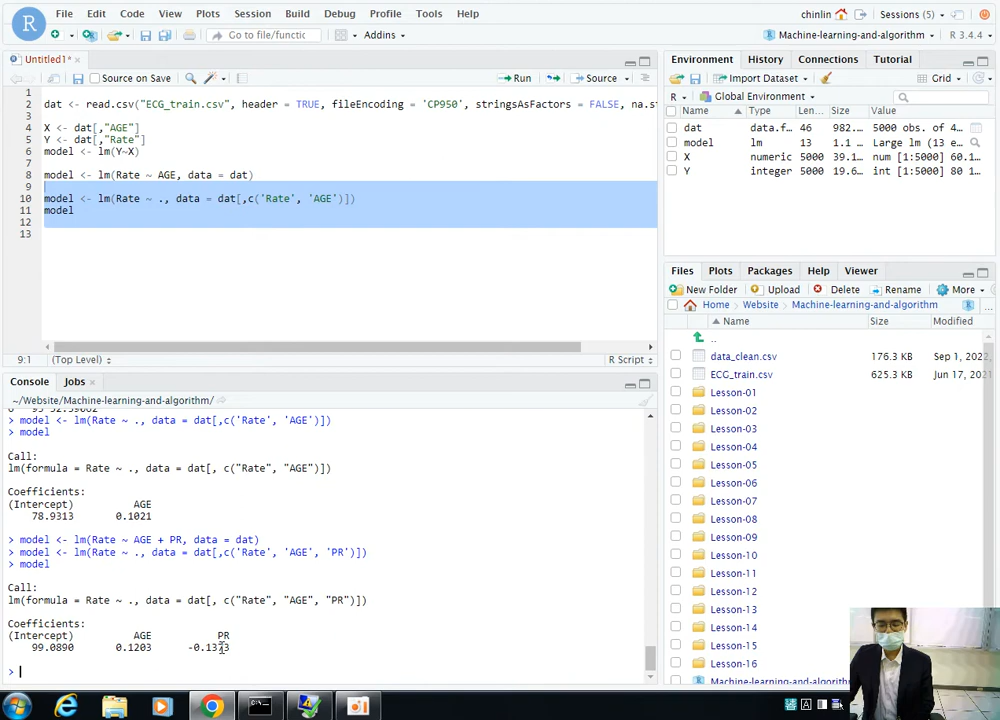 File Edit Code View Plots Session Build Debug Profile Tools Help
chinlin Sessions (5)
Go to file/functic Addins
Machine-learning-and-algorithm R 3.4.4
Untitled1*
Source on Save Run Source
1
2 dat <- read.csv("ECG_train.csv", header = TRUE, fileEncoding = 'CP950', stringsAsFactors = FALSE, na.st
3
4 X <- dat[,"AGE"]
5 Y <- dat[,"Rate"]
6 model <- lm(Y~X)
7
8 model <- lm(Rate ~ AGE, data = dat)
9
10 model <- lm(Rate ~ ., data = dat[,c('Rate', 'AGE')])
11 model
12
13
9:1 (Top Level) R Script
Console Jobs
~/Website/Machine-learning-and-algorithm/
> model <- lm(Rate ~ ., data = dat[,c('Rate', 'AGE')])
> model
Call:
lm(formula = Rate ~ ., data = dat[, c("Rate", "AGE")])
Coefficients:
(Intercept) AGE
78.9313 0.1021
> model <- lm(Rate ~ AGE + PR, data = dat)
> model <- lm(Rate ~ ., data = dat[,c('Rate', 'AGE', 'PR')])
> model
Call:
lm(formula = Rate ~ ., data = dat[, c("Rate", "AGE", "PR")])
Coefficients:
(Intercept) AGE PR
99.0890 0.1203
>
Environment History Connections Tutorial
Import Dataset Grid
R Global Environment
Name Type Len... Size Value
dat data.f... 46 982... 5000 obs. of 4...
model lm 13 1.1 ... Large lm (13 e...
X numeric 5000 39.1... num [1:5000] 60.1...
Y integer 5000 19.6... int [1:5000] 80 1...
Files Plots Packages Help Viewer
New Folder Upload Delete Rename More
Home Website Machine-learning-and-algorithm ...
Name Size Modified
..
data_clean.csv 176.3 KB Sep 1, 2022,
ECG_train.csv 625.3 KB Jun 17, 2021
Lesson-01
Lesson-02
Lesson-03
Lesson-04
Lesson-05
Lesson-06
Lesson-07
Lesson-08
Lesson-09
Lesson-10
Lesson-11
Lesson-12
Lesson-13
Lesson-14
Lesson-15
Lesson-16
Machine-learning-and-algorithm